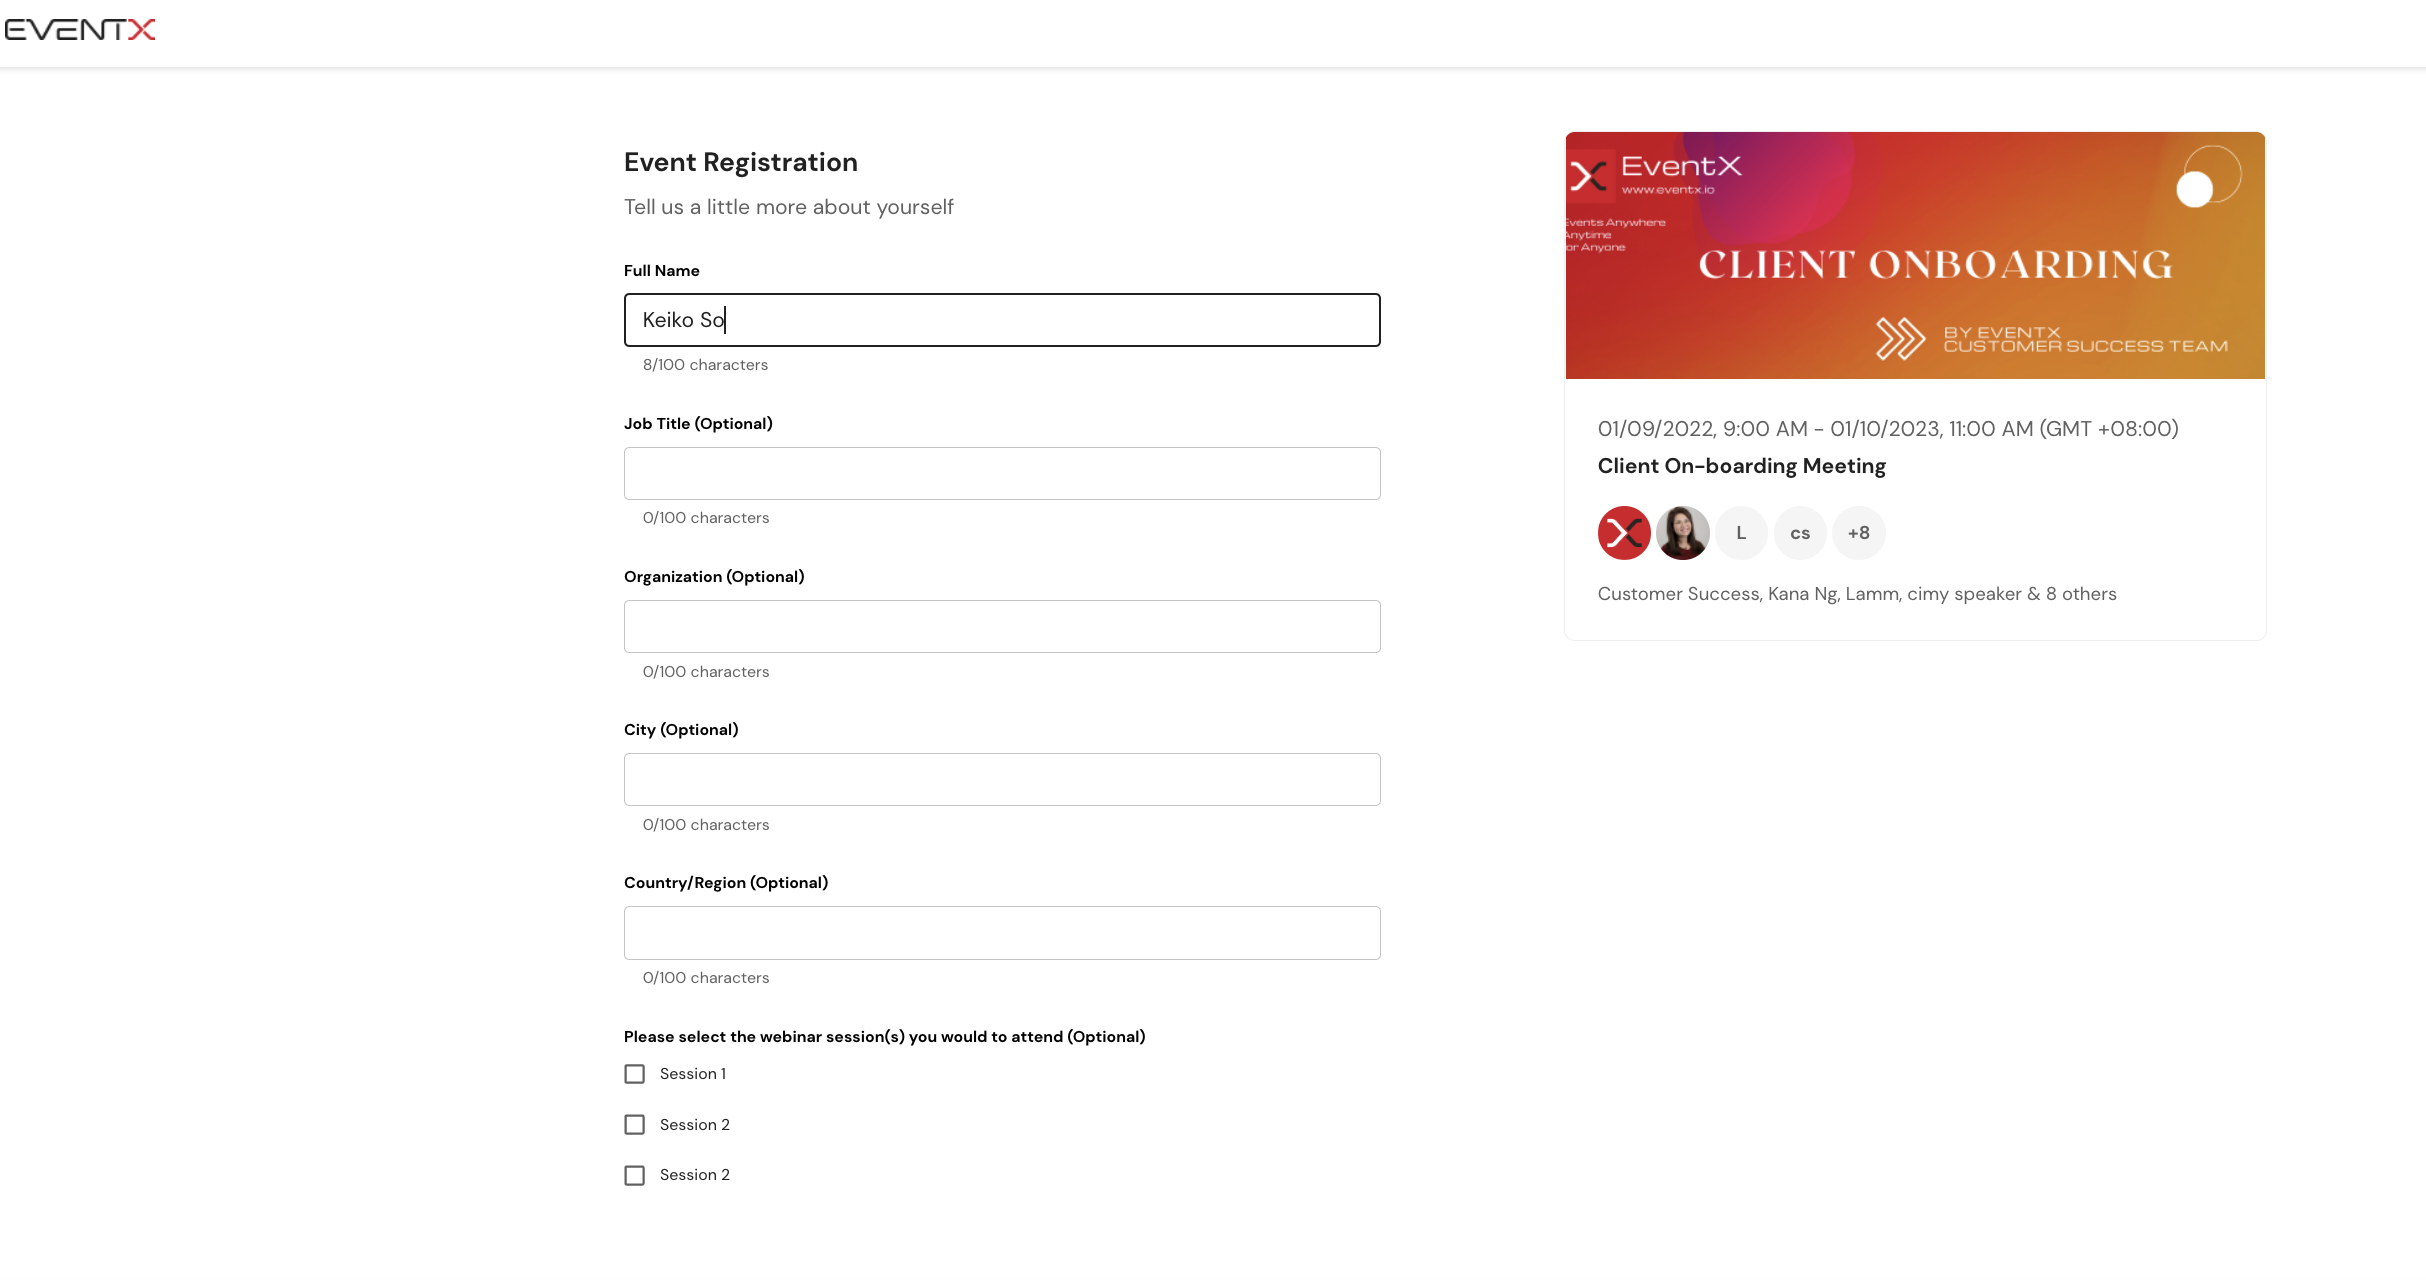 EVENTX
Event Registration
Tell us a little more about yourself
Full Name
Keiko So
8/100 characters
Job Title (Optional)
0/100 characters
Organization (Optional)
0/100 characters
City (Optional)
0/100 characters
Country/Region (Optional)
0/100 characters
Please select the webinar session(s) you would to attend (Optional)
Session 1
Session 2
Session 2
EventX
www.eventx.io
Events Anywhere
Anytime
or Anyone
CLIENT ONBOARDING
BY EVENTX
CUSTOMER SUCCESS TEAM
01/09/2022, 9:00 AM - 01/10/2023, 11:00 AM (GMT +08:00)
Client On-boarding Meeting
L cs +8
Customer Success, Kana Ng, Lamm, cimy speaker & 8 others